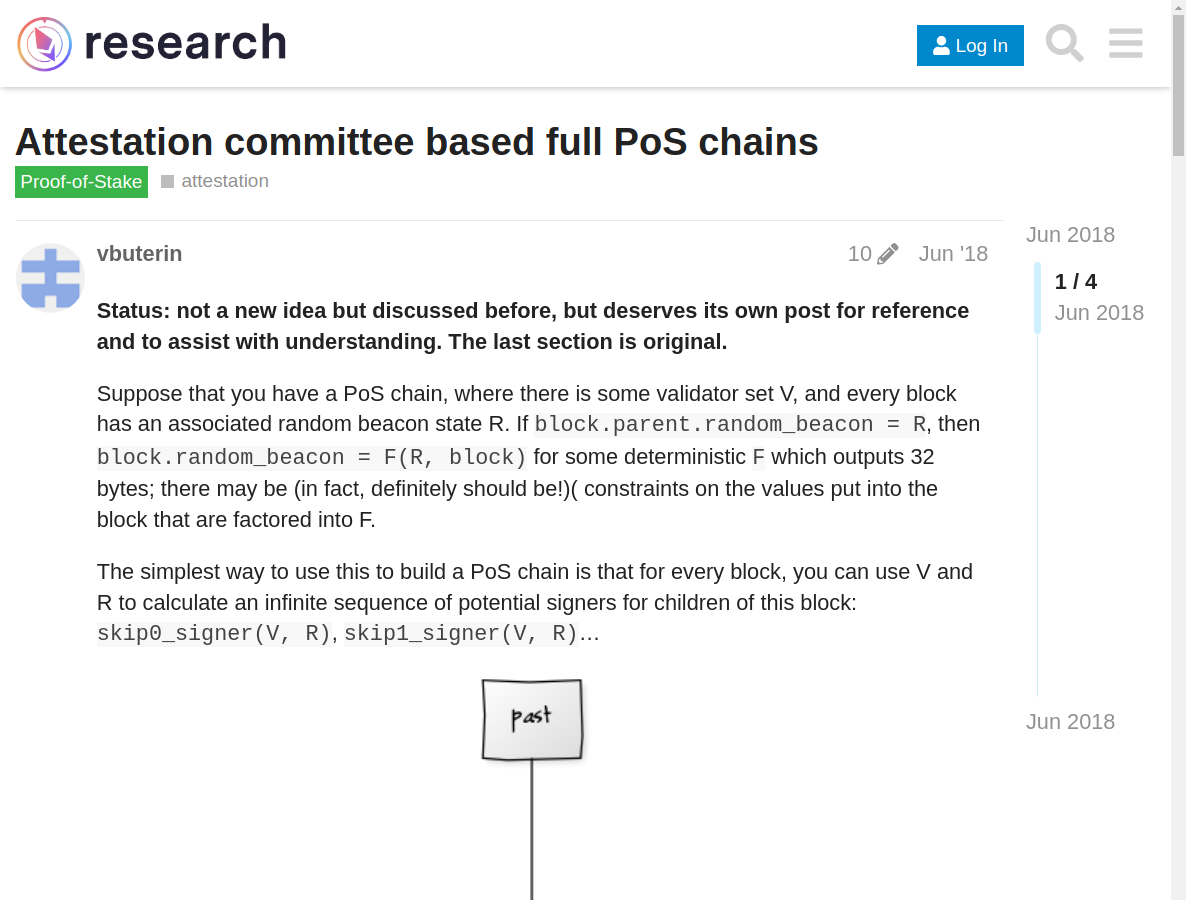 research
Log In
Attestation committee based full PoS chains
Proof-of-Stake
attestation
vbuterin
10
Jun '18
Status: not a new idea but discussed before, but deserves its own post for reference
and to assist with understanding. The last section is original.
Suppose that you have a PoS chain, where there is some validator set V, and every block
has an associated random beacon state R. If block.parent.random_beacon = R, then
block.random_beacon = F(R, block) for some deterministic F which outputs 32
bytes; there may be (in fact, definitely should be!)( constraints on the values put into the
block that are factored into F.
The simplest way to use this to build a PoS chain is that for every block, you can use V and
R to calculate an infinite sequence of potential signers for children of this block:
skip0_signer(V, R), skip1_signer(V, R)…
past
Jun 2018
1 / 4
Jun 2018
Jun 2018